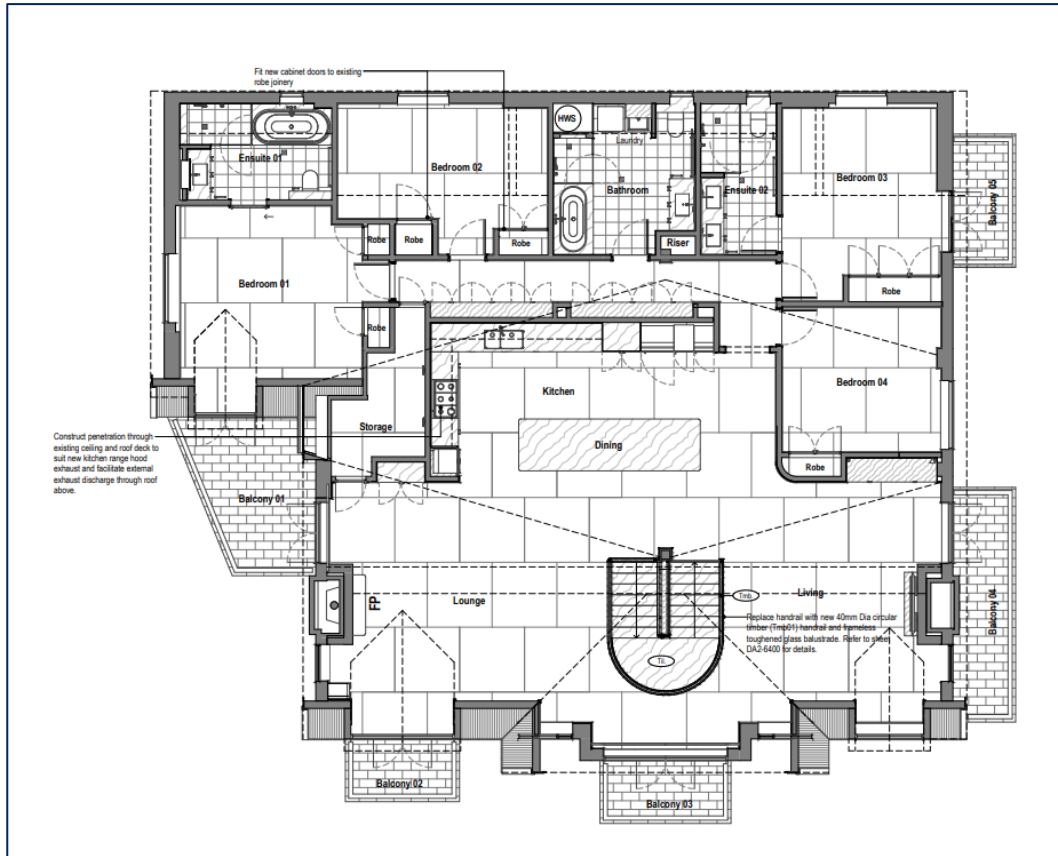 Fit new cabinet doors to existing
robe joinery
HWS
Laundry
Ensuite 01
Bedroom 02
Bathroom
Ensuite 02
Bedroom 03
Balcony 05
Robe
Robe
Robe
Riser
Bedroom 01
Robe
Robe
Kitchen
Bedroom 04
Storage
Dining
Construct penetration through
existing ceiling and roof deck to
suit new kitchen range hood
exhaust and facilitate external
exhaust discharge through roof
above.
Robe
Balcony 01
FP
Lounge
Tmb.
Living
Balcony 04
Replace handrail with new 40mm Dia circular
timber (Tmb01) handrail and frameless
toughened glass balustrade. Refer to sheet
DA2-6400 for details.
Til.
Balcony 02
Balcony 03